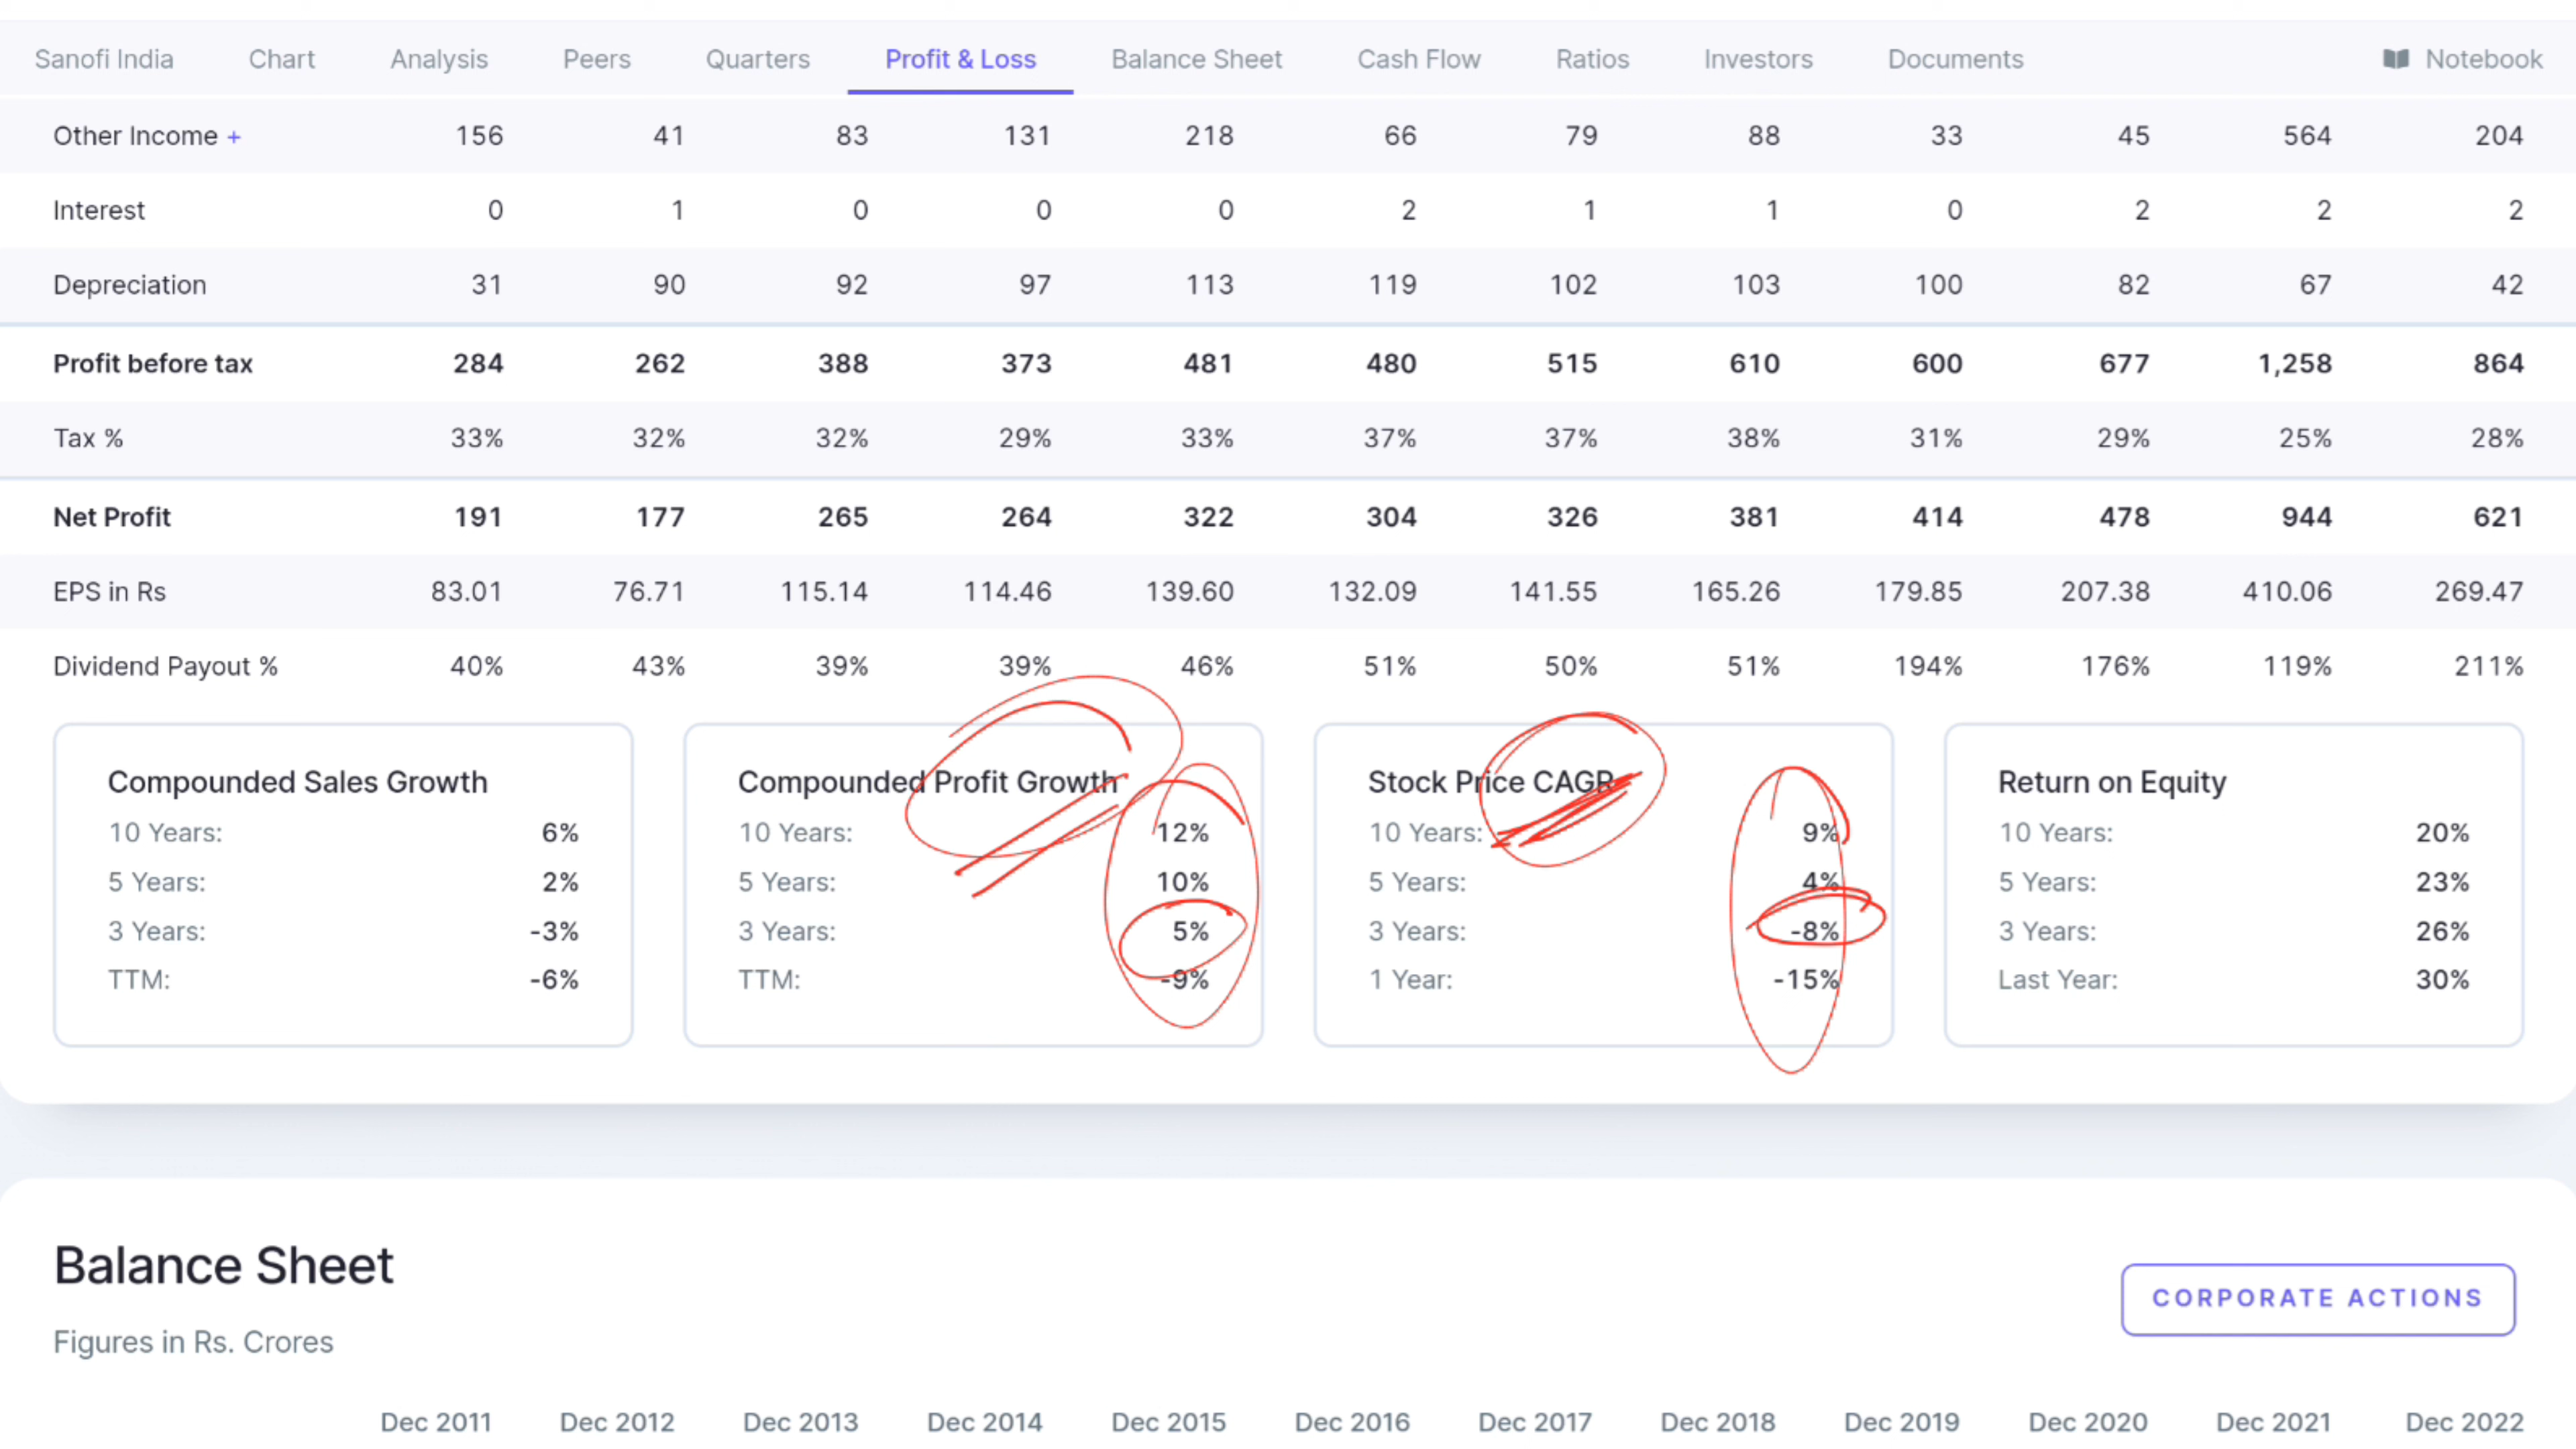 Sanofi India Chart Analysis Peers Quarters Profit & Loss Balance Sheet Cash Flow Ratios Investors Documents Notebook
Other Income + 156 41 83 131 218 66 79 88 33 45 564 204
Interest 0 1 0 0 0 2 1 1 0 2 2 2
Depreciation 31 90 92 97 113 119 102 103 100 82 67 42
Profit before tax 284 262 388 373 481 480 515 610 600 677 1,258 864
Tax % 33% 32% 32% 29% 33% 37% 37% 38% 31% 29% 25% 28%
Net Profit 191 177 265 264 322 304 326 381 414 478 944 621
EPS in Rs 83.01 76.71 115.14 114.46 139.60 132.09 141.55 165.26 179.85 207.38 410.06 269.47
Dividend Payout % 40% 43% 39% 39% 46% 51% 50% 51% 194% 176% 119% 211%
Compounded Sales Growth
10 Years: 6%
5 Years: 2%
3 Years: -3%
TTM: -6%
Compounded Profit Growth
10 Years: 12%
5 Years: 10%
3 Years: 5%
TTM: -9%
Stock Price CAGR
10 Years: 9%
5 Years: 4%
3 Years: -8%
1 Year: -15%
Return on Equity
10 Years: 20%
5 Years: 23%
3 Years: 26%
Last Year: 30%
Balance Sheet
CORPORATE ACTIONS
Figures in Rs. Crores
Dec 2011 Dec 2012 Dec 2013 Dec 2014 Dec 2015 Dec 2016 Dec 2017 Dec 2018 Dec 2019 Dec 2020 Dec 2021 Dec 2022